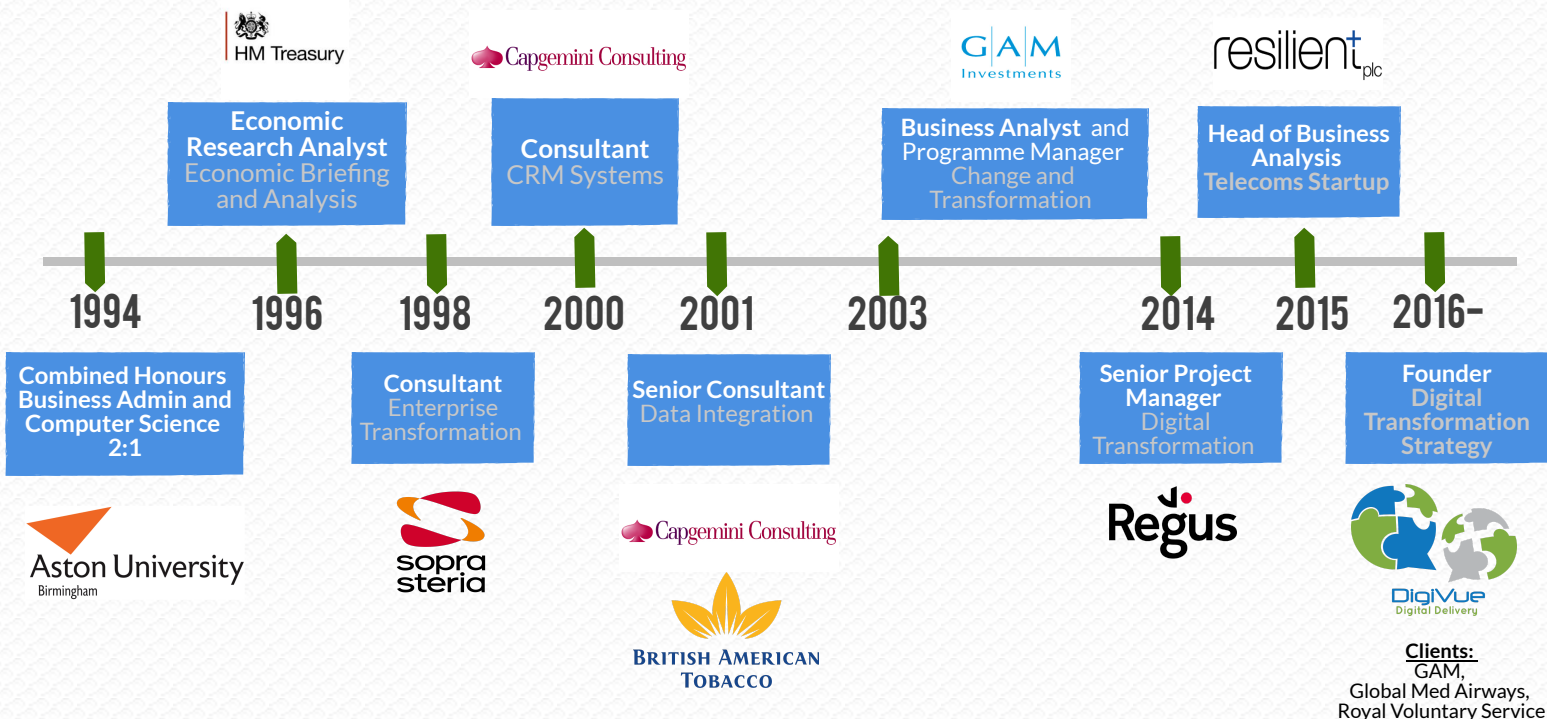 HM Treasury
Capgemini Consulting
GAM
Investments
resilient plc
Economic
Research Analyst
Economic Briefing
and Analysis
Consultant
CRM Systems
Business Analyst and
Programme Manager
Change and
Transformation
Head of Business
Analysis
Telecoms Startup
1994
1996
1998
2000
2001
2003
2014
2015
2016-
Combined Honours
Business Admin and
Computer Science
2:1
Consultant
Enterprise
Transformation
Senior Consultant
Data Integration
Senior Project
Manager
Digital
Transformation
Founder
Digital
Transformation
Strategy
Aston University
Birmingham
sopra
steria
Capgemini Consulting
BRITISH AMERICAN
TOBACCO
Regus
DigiVue
Digital Delivery
Clients:
GAM,
Global Med Airways,
Royal Voluntary Service